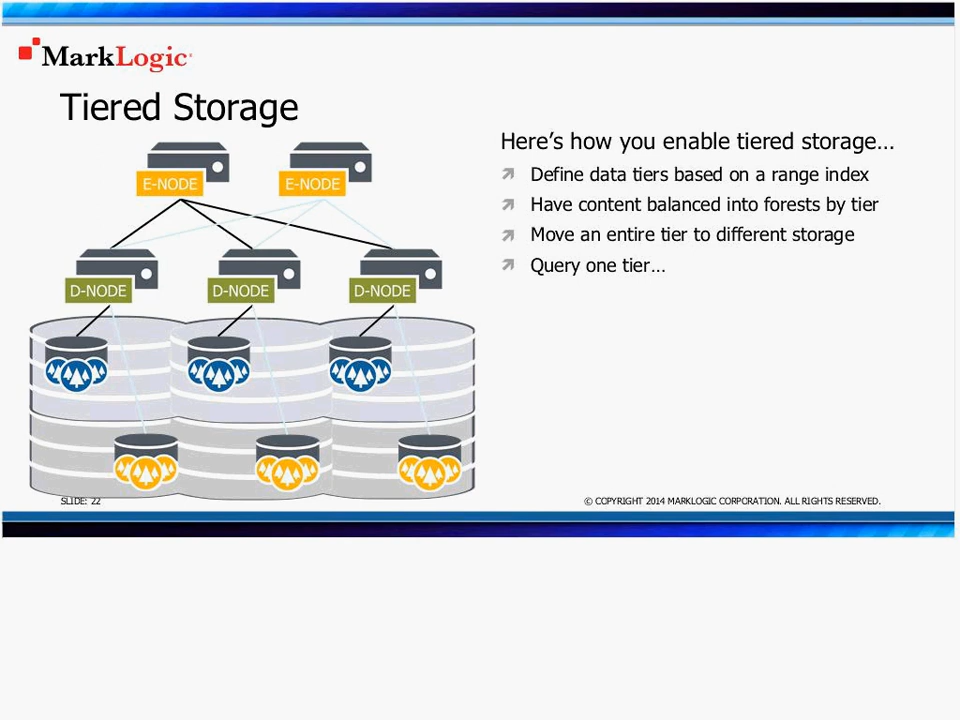 MarkLogic
Tiered Storage
Here’s how you enable tiered storage…
Define data tiers based on a range index
Have content balanced into forests by tier
Move an entire tier to different storage
Query one tier…
E-NODE E-NODE
D-NODE D-NODE D-NODE
SLIDE: 22
© COPYRIGHT 2014 MARKLOGIC CORPORATION. ALL RIGHTS RESERVED.